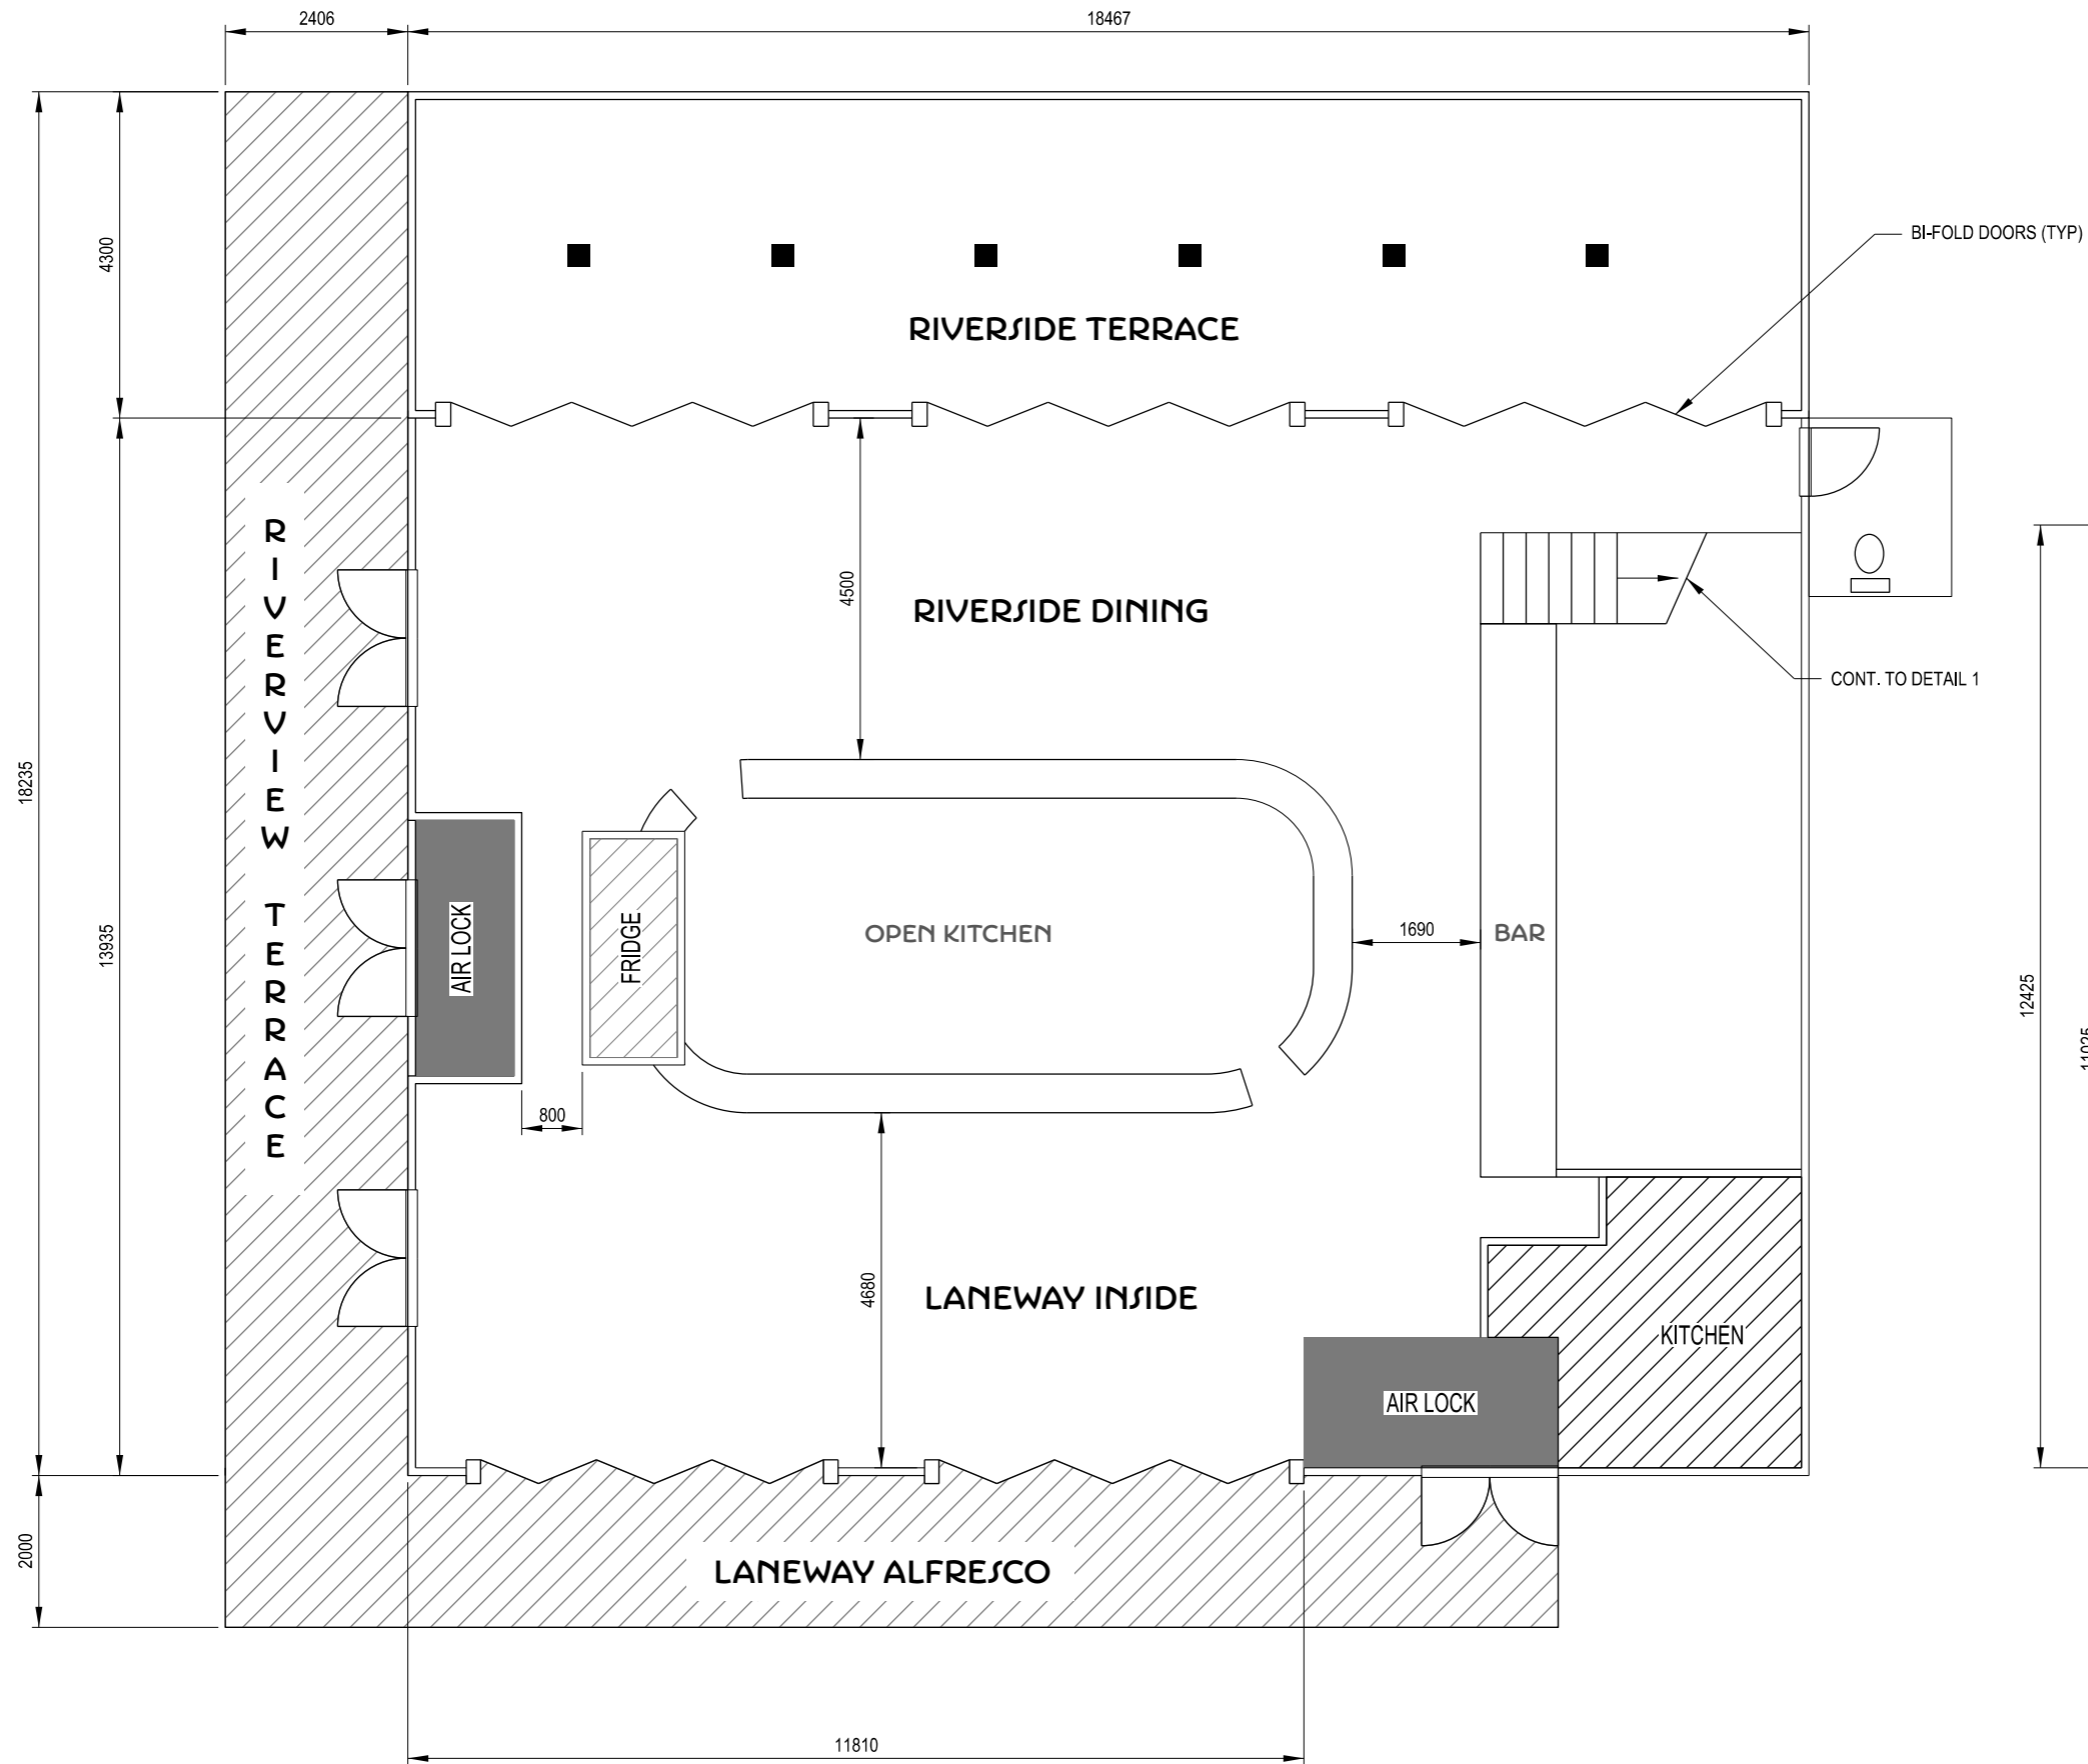 2406
18467
4300
BI-FOLD DOORS (TYP)
RIVERSIDE TERRACE
4500
RIVERSIDE DINING
CONT. TO DETAIL 1
RIVERVIEW TERRACE
18235
13935
AIR LOCK
FRIDGE
OPEN KITCHEN
1690
BAR
12425
11025
800
4680
LANEWAY INSIDE
KITCHEN
AIR LOCK
2000
LANEWAY ALFRESCO
11810